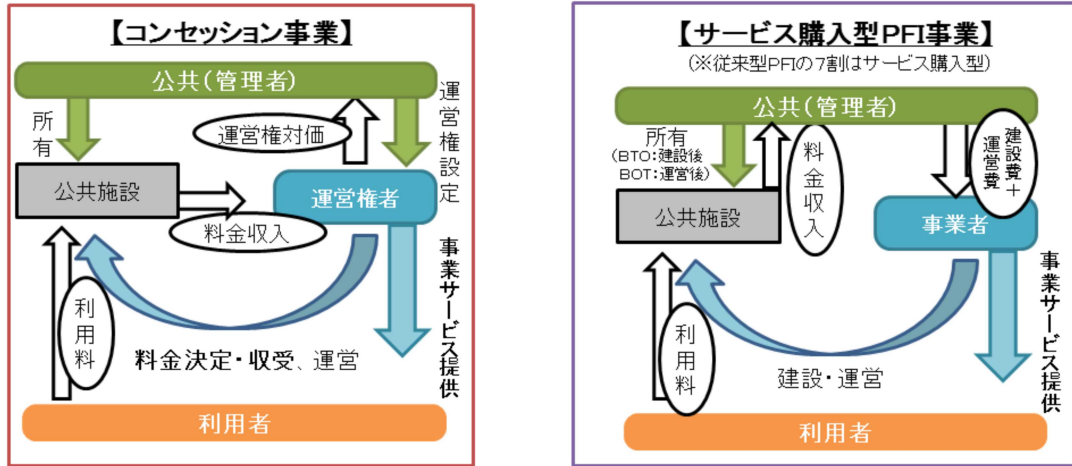 【コンセッション事業】
公共(管理者)
所有
運営権対価
運営権設定
公共施設
運営権者
料金収入
利用料
料金決定・収受、運営
事業サービス提供
利用者
【サービス購入型PFI事業】
(※従来型PFIの7割はサービス購入型)
公共(管理者)
所有
(BTO:建設後
BOT:運営後)
料金収入
建設費+
運営費
公共施設
事業者
利用料
建設・運営
事業サービス提供
利用者